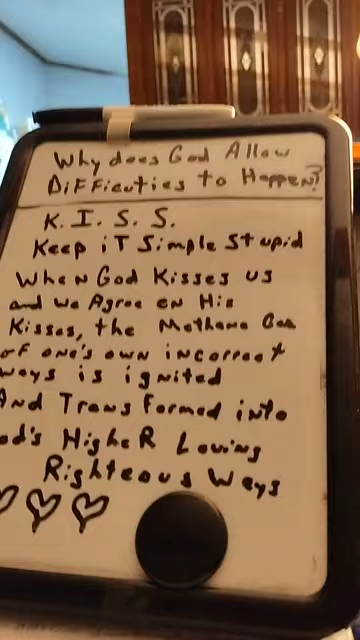 Why does God Allow
Difficuties to Happen?
K. I. S. S.
Keep iT Simple Stupid
When God Kisses us
and we Agree on His
Kisses, the Methane Gas
of one's own incorrect
ways is ignited
And Transformed into
od's HigheR Loving
Righteous Ways